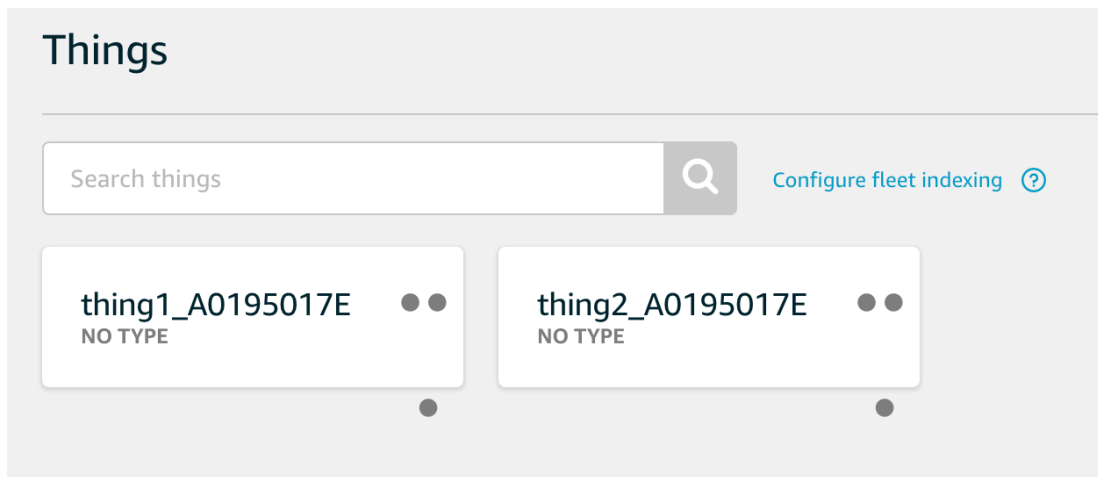 Things
Search things
Configure fleet indexing ?
thing1_A0195017E
NO TYPE
thing2_A0195017E
NO TYPE